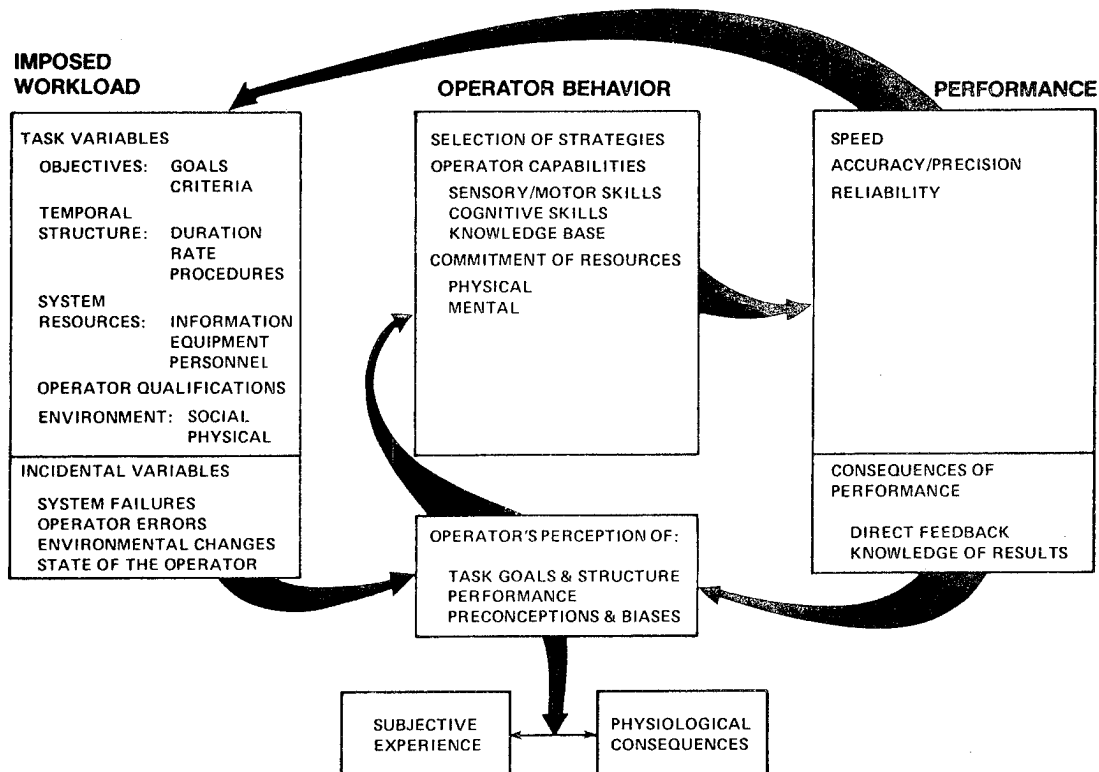 IMPOSED
WORKLOAD
TASK VARIABLES
OBJECTIVES: GOALS
CRITERIA
TEMPORAL
STRUCTURE: DURATION
RATE
PROCEDURES
SYSTEM
RESOURCES: INFORMATION
EQUIPMENT
PERSONNEL
OPERATOR QUALIFICATIONS
ENVIRONMENT: SOCIAL
PHYSICAL
INCIDENTAL VARIABLES
SYSTEM FAILURES
OPERATOR ERRORS
ENVIRONMENTAL CHANGES
STATE OF THE OPERATOR
OPERATOR BEHAVIOR
SELECTION OF STRATEGIES
OPERATOR CAPABILITIES
SENSORY/MOTOR SKILLS
COGNITIVE SKILLS
KNOWLEDGE BASE
COMMITMENT OF RESOURCES
PHYSICAL
MENTAL
PERFORMANCE
SPEED
ACCURACY/PRECISION
RELIABILITY
CONSEQUENCES OF
PERFORMANCE
DIRECT FEEDBACK
KNOWLEDGE OF RESULTS
OPERATOR'S PERCEPTION OF:
TASK GOALS & STRUCTURE
PERFORMANCE
PRECONCEPTIONS & BIASES
SUBJECTIVE
EXPERIENCE
PHYSIOLOGICAL
CONSEQUENCES